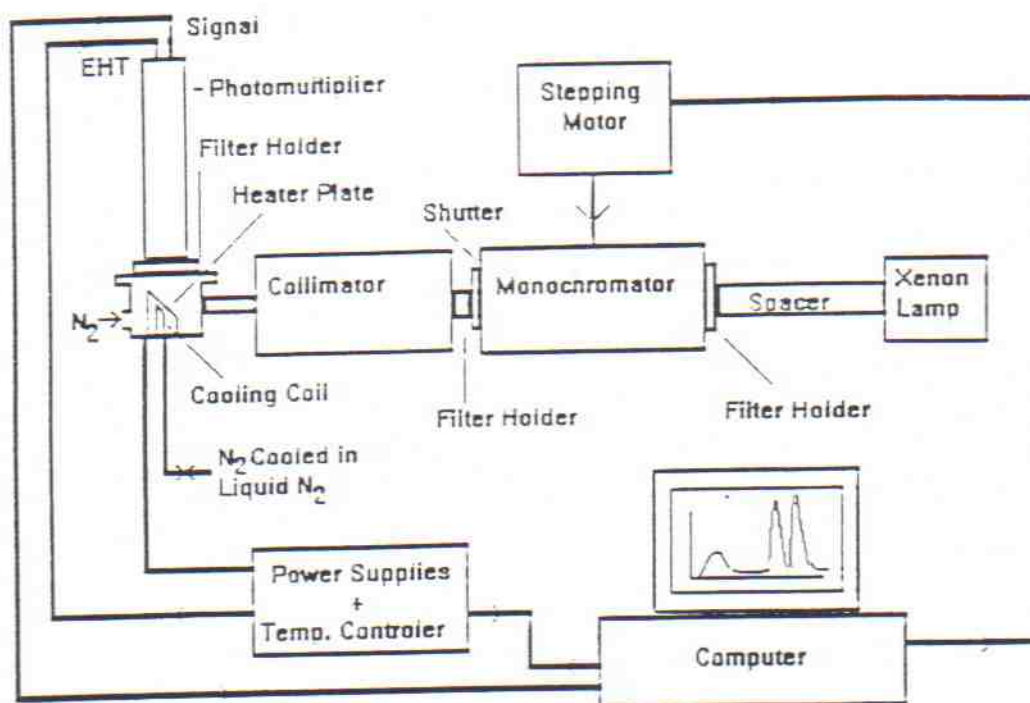 Signal
EHT
-Photomultiplier
Filter Holder
Heater Plate
Stepping
Motor
Shutter
Collimator
Monochromator
Spacer
Xenon
Lamp
N2
Cooling Coil
Filter Holder
Filter Holder
N2 Cooled in
Liquid N2
Power Supplies
+
Temp. Controler
Computer